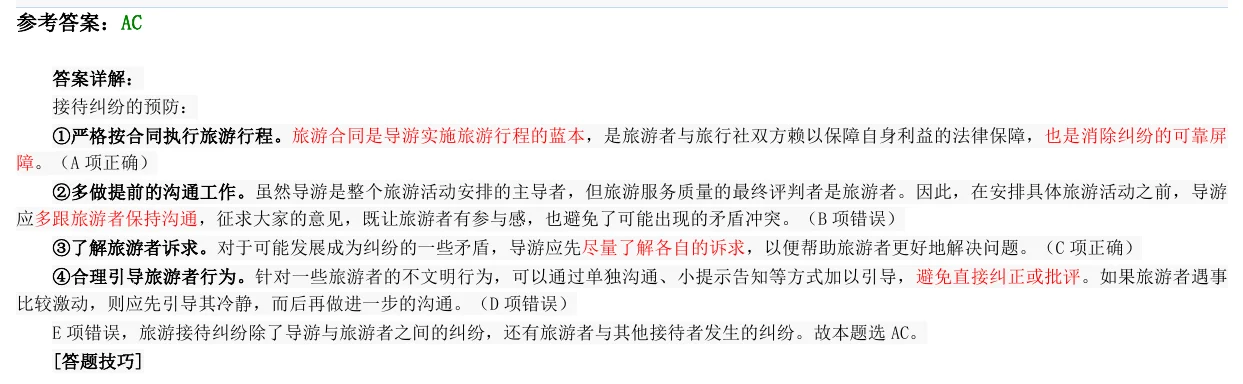 参考答案：AC
答案详解：
接待纠纷的预防：
①严格按合同执行旅游行程。旅游合同是导游实施旅游行程的蓝本，是旅游者与旅行社双方赖以保障自身利益的法律保障，也是消除纠纷的可靠屏
障。（A 项正确）
②多做提前的沟通工作。虽然导游是整个旅游活动安排的主导者，但旅游服务质量的最终评判者是旅游者。因此，在安排具体旅游活动之前，导游
应多跟旅游者保持沟通，征求大家的意见，既让旅游者有参与感，也避免了可能出现的矛盾冲突。（B 项错误）
③了解旅游者诉求。对于可能发展成为纠纷的一些矛盾，导游应先尽量了解各自的诉求，以便帮助旅游者更好地解决问题。（C 项正确）
④合理引导旅游者行为。针对一些旅游者的不文明行为，可以通过单独沟通、小提示告知等方式加以引导，避免直接纠正或批评。如果旅游者遇事
比较激动，则应先引导其冷静，而后再做进一步的沟通。（D 项错误）
E 项错误，旅游接待纠纷除了导游与旅游者之间的纠纷，还有旅游者与其他接待者发生的纠纷。故本题选 AC。
[答题技巧]